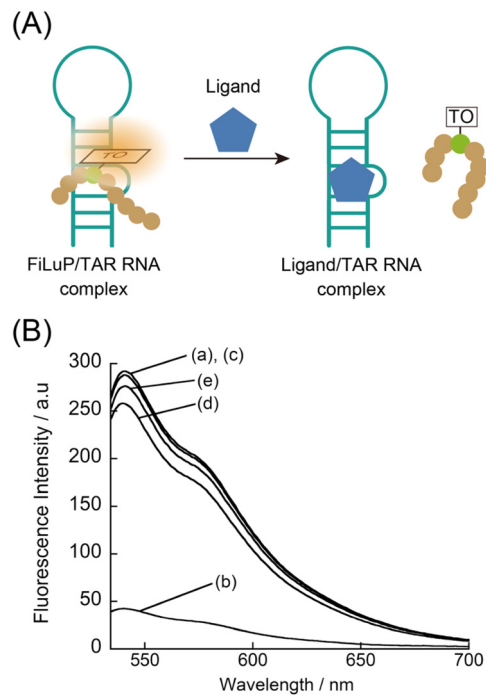 (A)
Ligand
TO
TO
FiLuP/TAR RNA
complex
Ligand/TAR RNA
complex
(B)
300
250
200
150
100
50
0
(a), (c)
(e)
(d)
(b)
Fluorescence Intensity / a.u
550
600
650
700
Wavelength / nm